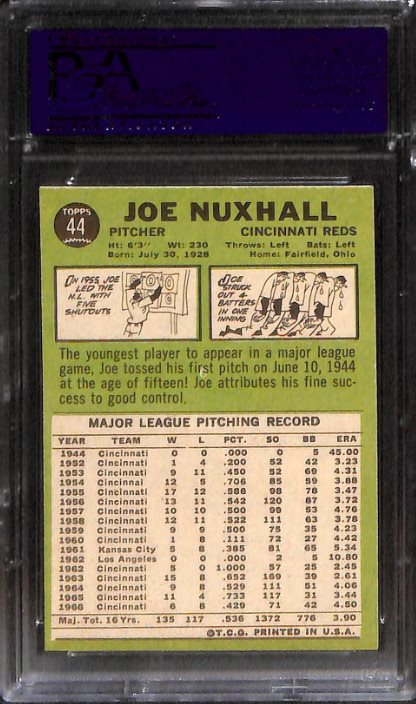 PSA
TOPPS
44
JOE NUXHALL
PITCHER CINCINNATI REDS
Ht: 6'3" Wt: 230 Throws: Left Bats: Left
Born: July 30, 1928 Home: Fairfield, Ohio
IN 1955, JOE
LED THE
N.L. WITH
FIVE
SHUTOUTS
JOE
STRUCK
OUT 4
BATTERS
IN ONE
INNING
The youngest player to appear in a major league
game, Joe tossed his first pitch on June 10, 1944
at the age of fifteen! Joe attributes his fine suc-
cess to good control.
MAJOR LEAGUE PITCHING RECORD
YEAR TEAM W L PCT. SO BB ERA
1944 Cincinnati 0 0 .000 0 5 45.00
1952 Cincinnati 1 4 .200 52 42 3.23
1953 Cincinnati 9 11 .450 52 69 4.31
1954 Cincinnati 12 5 .706 85 59 3.88
1955 Cincinnati 17 12 .586 98 78 3.47
1956 Cincinnati 13 11 .542 120 87 3.72
1957 Cincinnati 10 10 .500 99 53 4.76
1958 Cincinnati 12 11 .522 111 63 3.78
1959 Cincinnati 9 9 .500 75 35 4.23
1960 Cincinnati 1 8 .111 72 27 4.42
1961 Kansas City 5 8 .385 81 65 5.34
1962 Los Angeles 0 0 .000 2 5 10.80
1962 Cincinnati 5 0 1.000 57 25 2.45
1963 Cincinnati 15 8 .652 169 39 2.61
1964 Cincinnati 9 8 .529 111 51 4.06
1965 Cincinnati 11 4 .733 117 31 3.44
1966 Cincinnati 6 8 .429 71 42 4.50
Maj. Tot. 16 Yrs. 135 117 .536 1372 776 3.90
©T.C.G. PRINTED IN U.S.A.